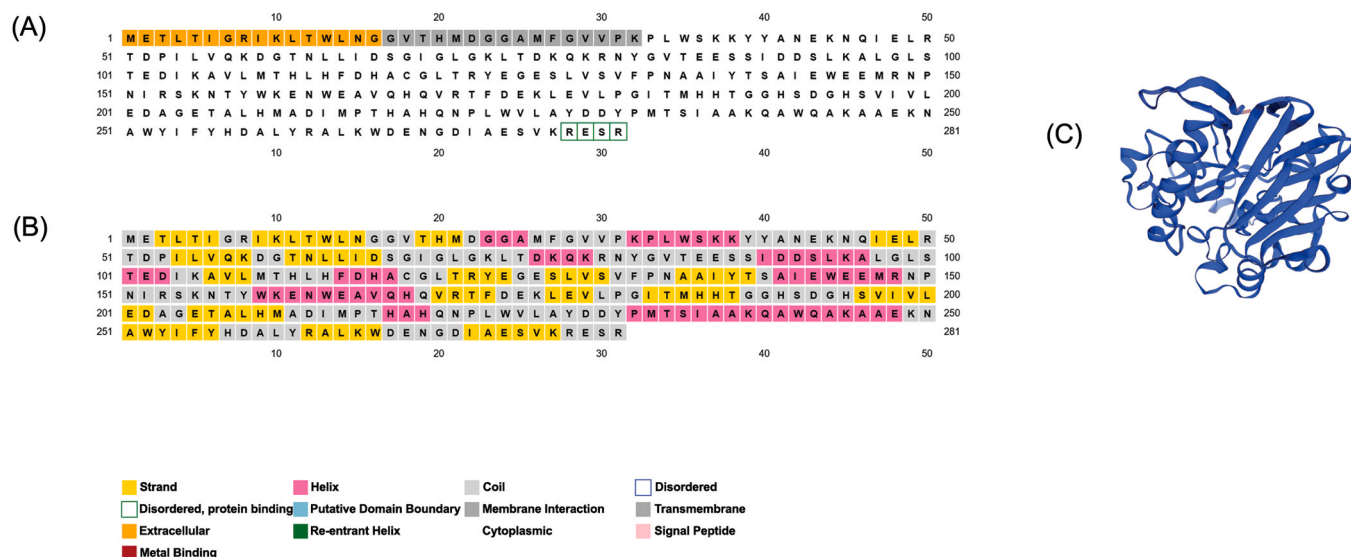 (A)
10 20 30 40 50
1 M E T L T I G R I K L T W L N G G V T H M D G G A M F G V V P K P L W S K K Y Y A N E K N Q I E L R 50
51 T D P I L V Q K D G T N L L I D S G I G L G K L T D K Q K R N Y G V T E E S S I D D S L K A L G L S 100
101 T E D I K A V L M T H L H F D H A C G L T R Y E G E S L V S V F P N A A I Y T S A I E W E E M R N P 150
151 N I R S K N T Y W K E N W E A V Q H Q V R T F D E K L E V L P G I T M H H T G G H S D G H S V I V L 200
201 E D A G E T A L H M A D I M P T H A H Q N P L W V L A Y D D Y P M T S I A A K Q A W Q A K A A E K N 250
251 A W Y I F Y H D A L Y R A L K W D E N G D I A E S V K R E S R 281
10 20 30 40 50
(B)
10 20 30 40 50
1 M E T L T I G R I K L T W L N G G V T H M D G G A M F G V V P K P L W S K K Y Y A N E K N Q I E L R 50
51 T D P I L V Q K D G T N L L I D S G I G L G K L T D K Q K R N Y G V T E E S S I D D S L K A L G L S 100
101 T E D I K A V L M T H L H F D H A C G L T R Y E G E S L V S V F P N A A I Y T S A I E W E E M R N P 150
151 N I R S K N T Y W K E N W E A V Q H Q V R T F D E K L E V L P G I T M H H T G G H S D G H S V I V L 200
201 E D A G E T A L H M A D I M P T H A H Q N P L W V L A Y D D Y P M T S I A A K Q A W Q A K A A E K N 250
251 A W Y I F Y H D A L Y R A L K W D E N G D I A E S V K R E S R 281
10 20 30 40 50
(C)
Strand Helix Coil Disordered
Disordered, protein binding Putative Domain Boundary Membrane Interaction Transmembrane
Extracellular Re-entrant Helix Cytoplasmic Signal Peptide
Metal Binding